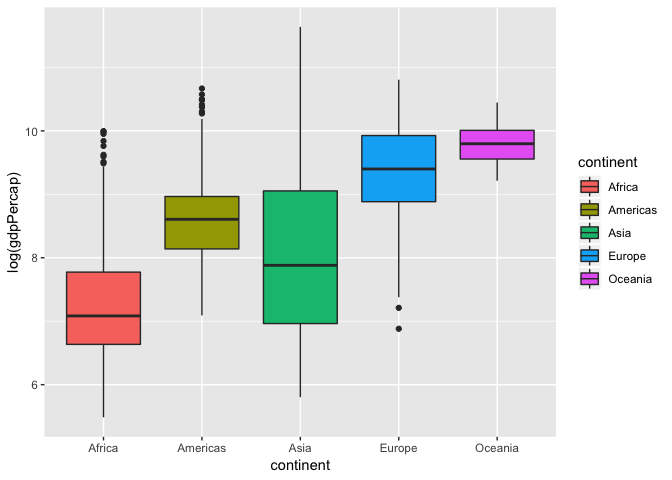 log(gdpPercap)
10
8
6
Africa
Americas
Asia
Europe
Oceania
continent
continent
Africa
Americas
Asia
Europe
Oceania